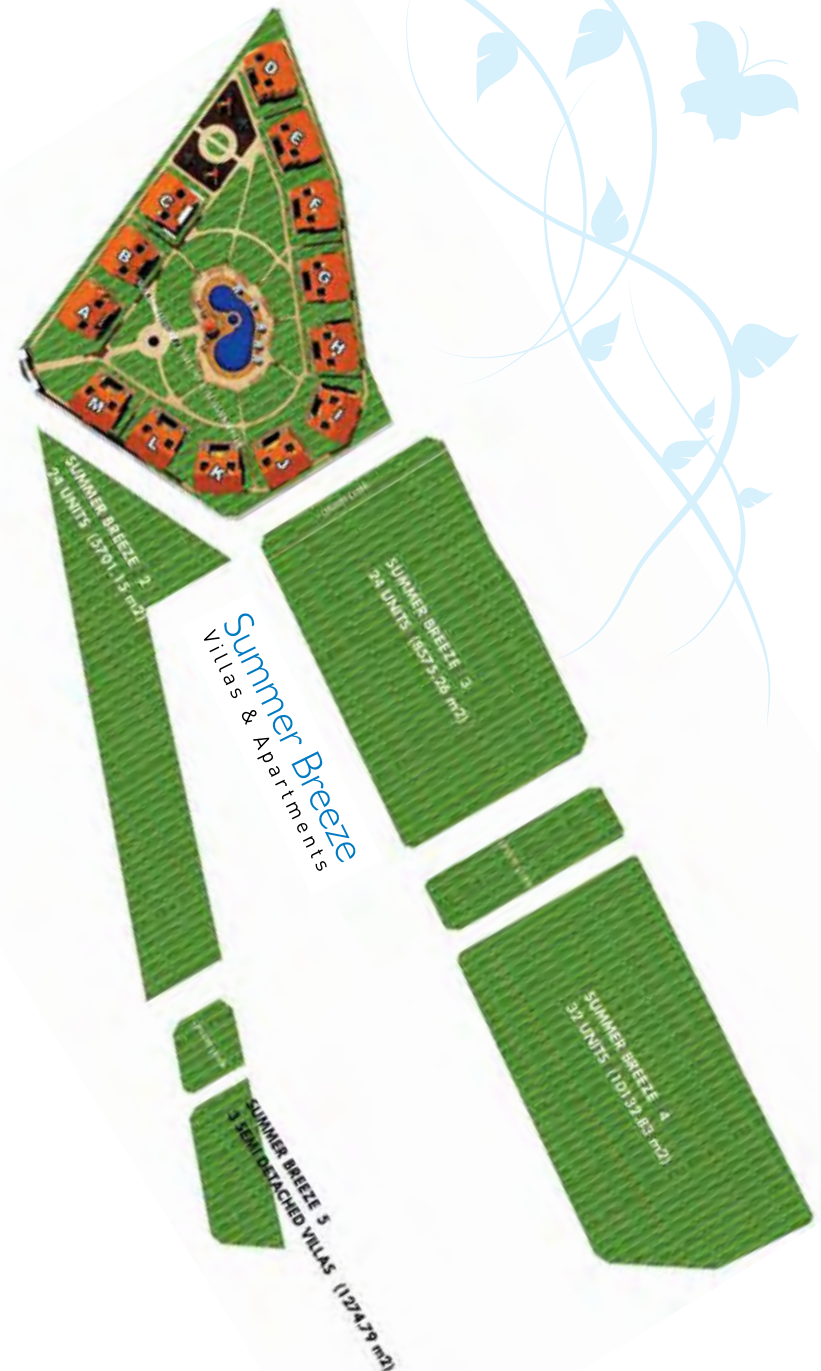 D
E
C
F
B
G
A
H
M
I
L
J
K
SUMMER BREEZE 2
24 UNITS (5701.15 m2)
SUMMER BREEZE 3
24 UNITS (8575.26 m2)
Summer Breeze
Villas & Apartments
SUMMER BREEZE 4
32 UNITS (10132.83 m2)
SUMMER BREEZE 5
3 SEMI DETACHED VILLAS (1274.79 m2)